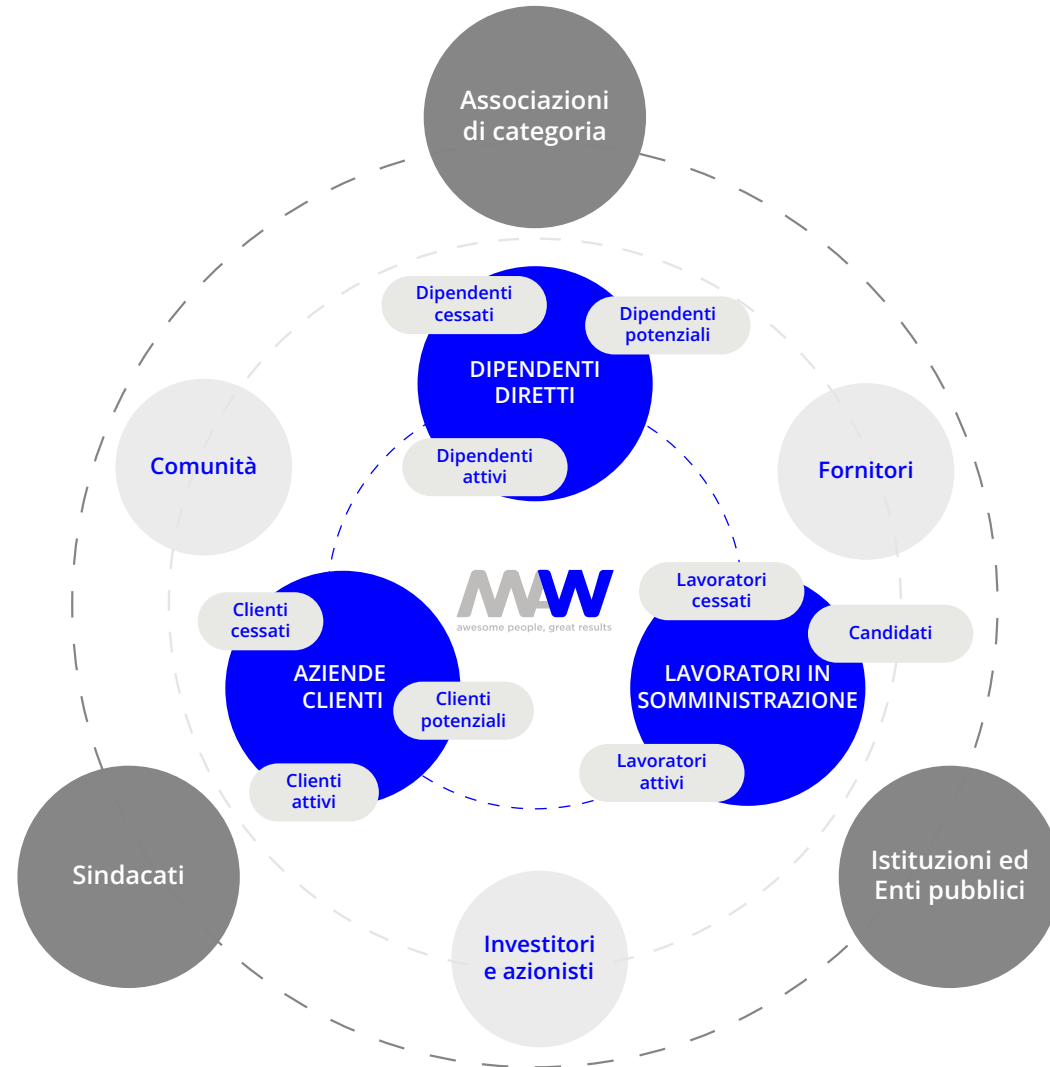 Associazioni
di categoria
Dipendenti
cessati
Dipendenti
potenziali
DIPENDENTI
DIRETTI
Dipendenti
attivi
Comunità
Fornitori
MAW
awesome people, great results
Clienti
cessati
AZIENDE
CLIENTI
Clienti
potenziali
Clienti
attivi
Lavoratori
cessati
Candidati
LAVORATORI IN
SOMMINISTRAZIONE
Lavoratori
attivi
Sindacati
Istituzioni ed
Enti pubblici
Investitori
e azionisti